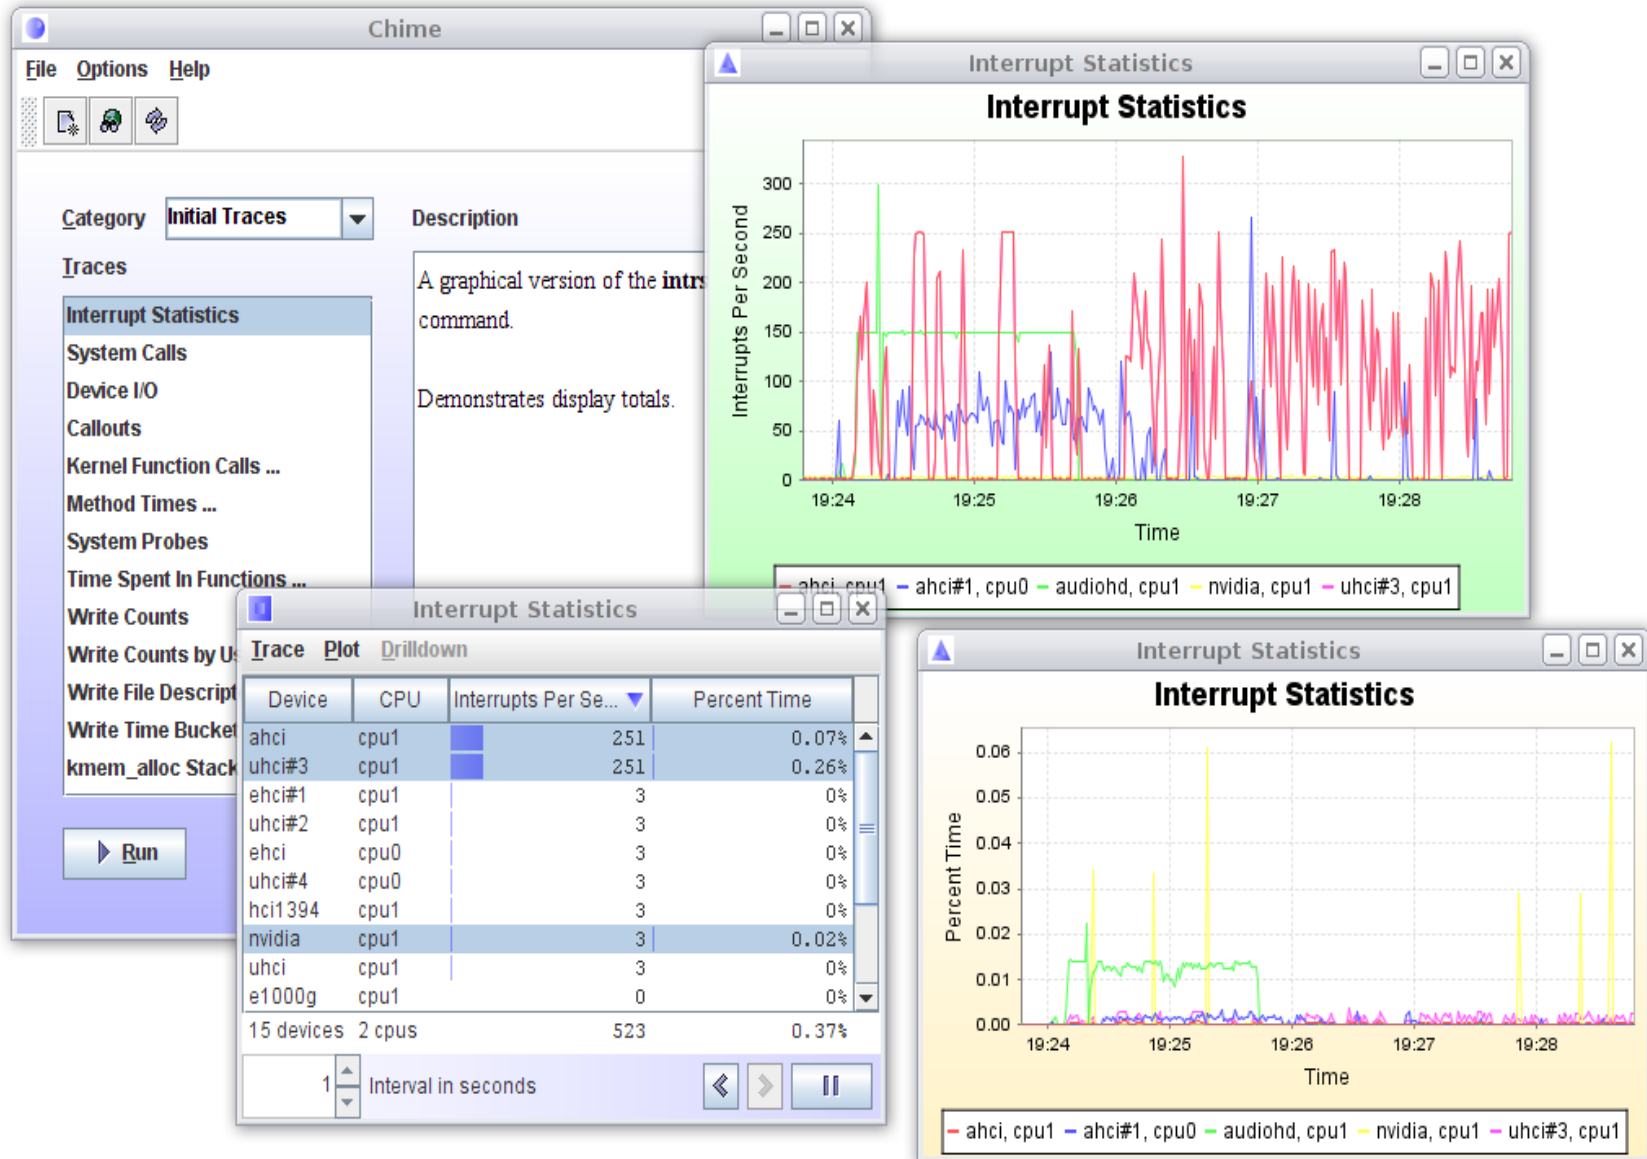 Chime
File Options Help
Category Initial Traces
Description
Traces
Interrupt Statistics
System Calls
Device I/O
Callouts
Kernel Function Calls ...
Method Times ...
System Probes
Time Spent In Functions ...
Write Counts
Write Counts by Us
Write File Descript
Write Time Bucket
kmem_alloc Stack
Run
A graphical version of the intrs
command.
Demonstrates display totals.
Interrupt Statistics
Interrupt Statistics
Interrupts Per Second
300
250
200
150
100
50
0
19:24 19:25 19:26 19:27 19:28
Time
ahci, cpu1 ahci#1, cpu0 audiohd, cpu1 nvidia, cpu1 uhci#3, cpu1
Interrupt Statistics
Trace Plot Drilldown
Device CPU Interrupts Per Se... Percent Time
ahci cpu1 251 0.07%
uhci#3 cpu1 251 0.26%
ehci#1 cpu1 3 0%
uhci#2 cpu1 3 0%
ehci cpu0 3 0%
uhci#4 cpu0 3 0%
hci1394 cpu1 3 0%
nvidia cpu1 3 0.02%
uhci cpu1 3 0%
e1000g cpu1 0 0%
15 devices 2 cpus 523 0.37%
1 Interval in seconds
Interrupt Statistics
Interrupt Statistics
Percent Time
0.06
0.05
0.04
0.03
0.02
0.01
0.00
19:24 19:25 19:26 19:27 19:28
Time
ahci, cpu1 ahci#1, cpu0 audiohd, cpu1 nvidia, cpu1 uhci#3, cpu1